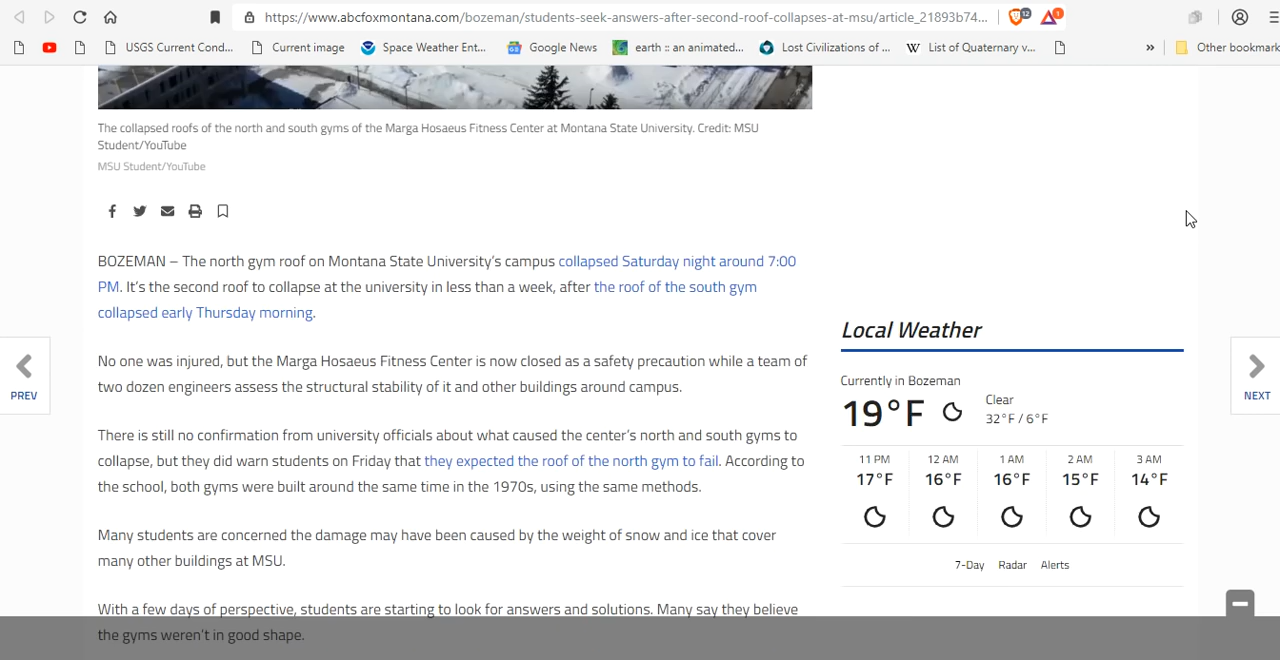 https://www.abcfoxmontana.com/bozeman/students-seek-answers-after-second-roof-collapses-at-msu/article_21893b74...
12
1
USGS Current Cond...
Current image
Space Weather Ent...
Google News
earth :: an animated...
Lost Civilizations of ...
W
List of Quaternary v...
»
Other bookmark
The collapsed roofs of the north and south gyms of the Marga Hosaeus Fitness Center at Montana State University. Credit: MSU
Student/YouTube
MSU Student/YouTube
BOZEMAN – The north gym roof on Montana State University’s campus collapsed Saturday night around 7:00
PM. It’s the second roof to collapse at the university in less than a week, after the roof of the south gym
collapsed early Thursday morning.
No one was injured, but the Marga Hosaeus Fitness Center is now closed as a safety precaution while a team of
two dozen engineers assess the structural stability of it and other buildings around campus.
There is still no confirmation from university officials about what caused the center’s north and south gyms to
collapse, but they did warn students on Friday that they expected the roof of the north gym to fail. According to
the school, both gyms were built around the same time in the 1970s, using the same methods.
Many students are concerned the damage may have been caused by the weight of snow and ice that cover
many other buildings at MSU.
With a few days of perspective, students are starting to look for answers and solutions. Many say they believe
the gyms weren’t in good shape.
PREV
NEXT
Local Weather
Currently in Bozeman
19°F
Clear
32°F / 6°F
11 PM 12 AM 1 AM 2 AM 3 AM
17°F 16°F 16°F 15°F 14°F
7-Day Radar Alerts